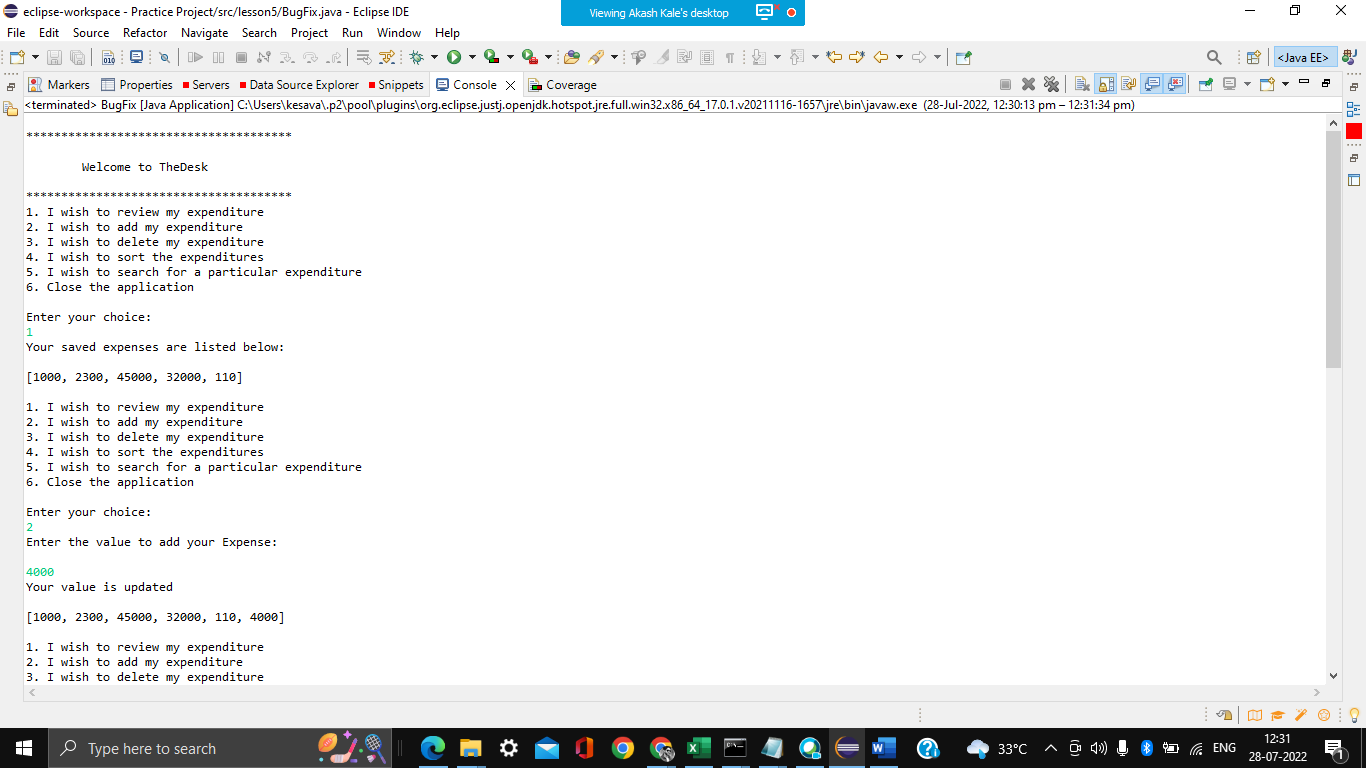 eclipse-workspace - Practice Project/src/lesson5/BugFix.java - Eclipse IDE
Viewing Akash Kale's desktop
File Edit Source Refactor Navigate Search Project Run Window Help
<Java EE>
Markers Properties Servers Data Source Explorer Snippets Console Coverage
<terminated> BugFix [Java Application] C:\Users\kesava\.p2\pool\plugins\org.eclipse.justj.openjdk.hotspot.jre.full.win32.x86_64_17.0.1.v20211116-1657\jre\bin\javaw.exe (28-Jul-2022, 12:30:13 pm – 12:31:34 pm)
**************************************
Welcome to TheDesk
**************************************
1. I wish to review my expenditure
2. I wish to add my expenditure
3. I wish to delete my expenditure
4. I wish to sort the expenditures
5. I wish to search for a particular expenditure
6. Close the application
Enter your choice:
1
Your saved expenses are listed below:
[1000, 2300, 45000, 32000, 110]
1. I wish to review my expenditure
2. I wish to add my expenditure
3. I wish to delete my expenditure
4. I wish to sort the expenditures
5. I wish to search for a particular expenditure
6. Close the application
Enter your choice:
2
Enter the value to add your Expense:
4000
Your value is updated
[1000, 2300, 45000, 32000, 110, 4000]
1. I wish to review my expenditure
2. I wish to add my expenditure
3. I wish to delete my expenditure
Type here to search
33°C
ENG
12:31
28-07-2022
1